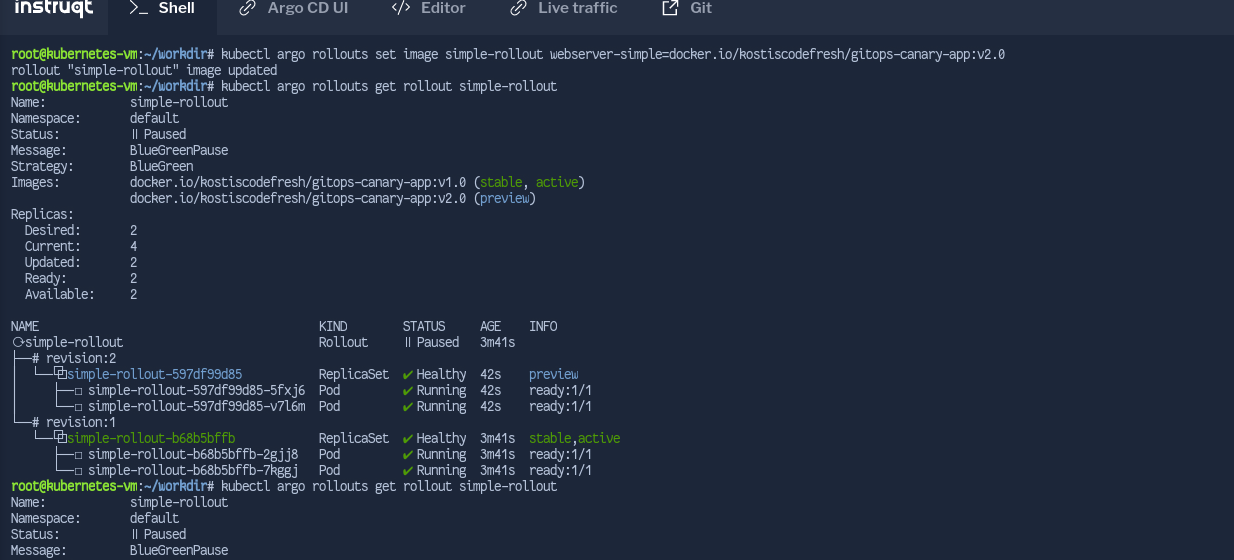 instruqt >_ Shell Argo CD UI </> Editor Live traffic Git
root@kubernetes-vm:~/workdir# kubectl argo rollouts set image simple-rollout webserver-simple=docker.io/kostiscodefresh/gitops-canary-app:v2.0
rollout "simple-rollout" image updated
root@kubernetes-vm:~/workdir# kubectl argo rollouts get rollout simple-rollout
Name: simple-rollout
Namespace: default
Status: ॥ Paused
Message: BlueGreenPause
Strategy: BlueGreen
Images: docker.io/kostiscodefresh/gitops-canary-app:v1.0 (stable, active)
docker.io/kostiscodefresh/gitops-canary-app:v2.0 (preview)
Replicas:
Desired: 2
Current: 4
Updated: 2
Ready: 2
Available: 2
NAME KIND STATUS AGE INFO
⟳ simple-rollout Rollout ॥ Paused 3m41s
├──# revision:2
│ └──⧉ simple-rollout-597df99d85 ReplicaSet ✔ Healthy 42s preview
│ ├──□ simple-rollout-597df99d85-5fxj6 Pod ✔ Running 42s ready:1/1
│ └──□ simple-rollout-597df99d85-v7l6m Pod ✔ Running 42s ready:1/1
└──# revision:1
└──⧉ simple-rollout-b68b5bffb ReplicaSet ✔ Healthy 3m41s stable,active
├──□ simple-rollout-b68b5bffb-2gjj8 Pod ✔ Running 3m41s ready:1/1
└──□ simple-rollout-b68b5bffb-7kggj Pod ✔ Running 3m41s ready:1/1
root@kubernetes-vm:~/workdir# kubectl argo rollouts get rollout simple-rollout
Name: simple-rollout
Namespace: default
Status: ॥ Paused
Message: BlueGreenPause